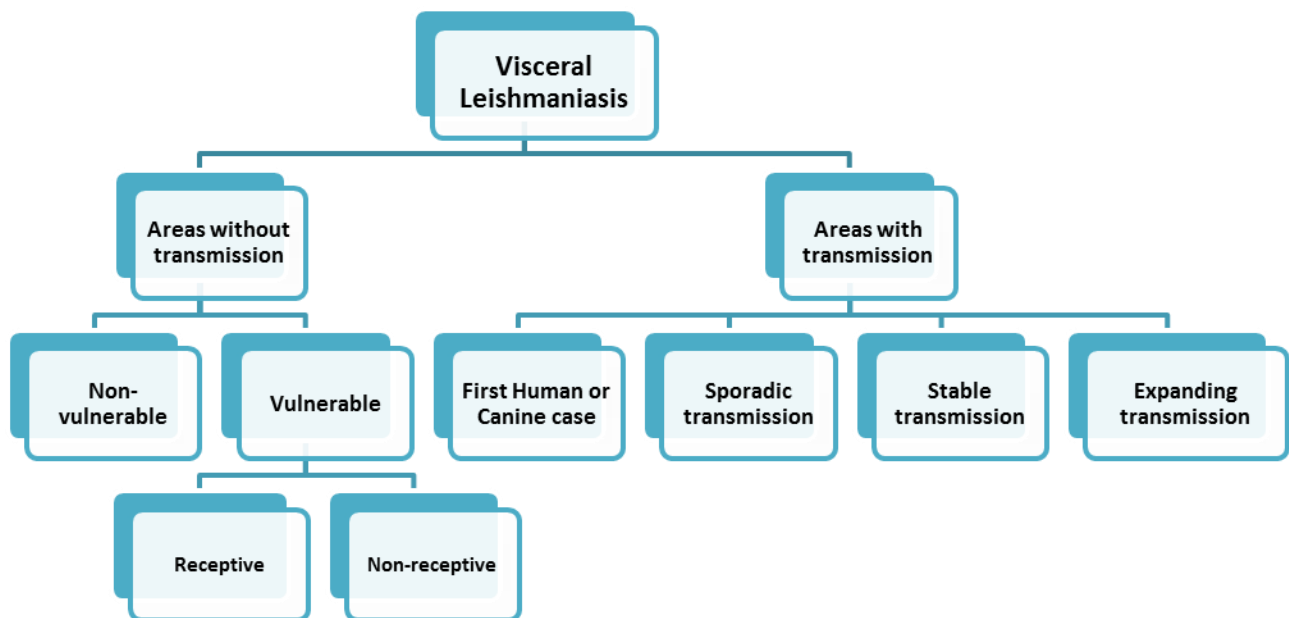 Visceral
Leishmaniasis
Areas without
transmission
Areas with
transmission
Non-
vulnerable
Vulnerable
First Human or
Canine case
Sporadic
transmission
Stable
transmission
Expanding
transmission
Receptive
Non-receptive